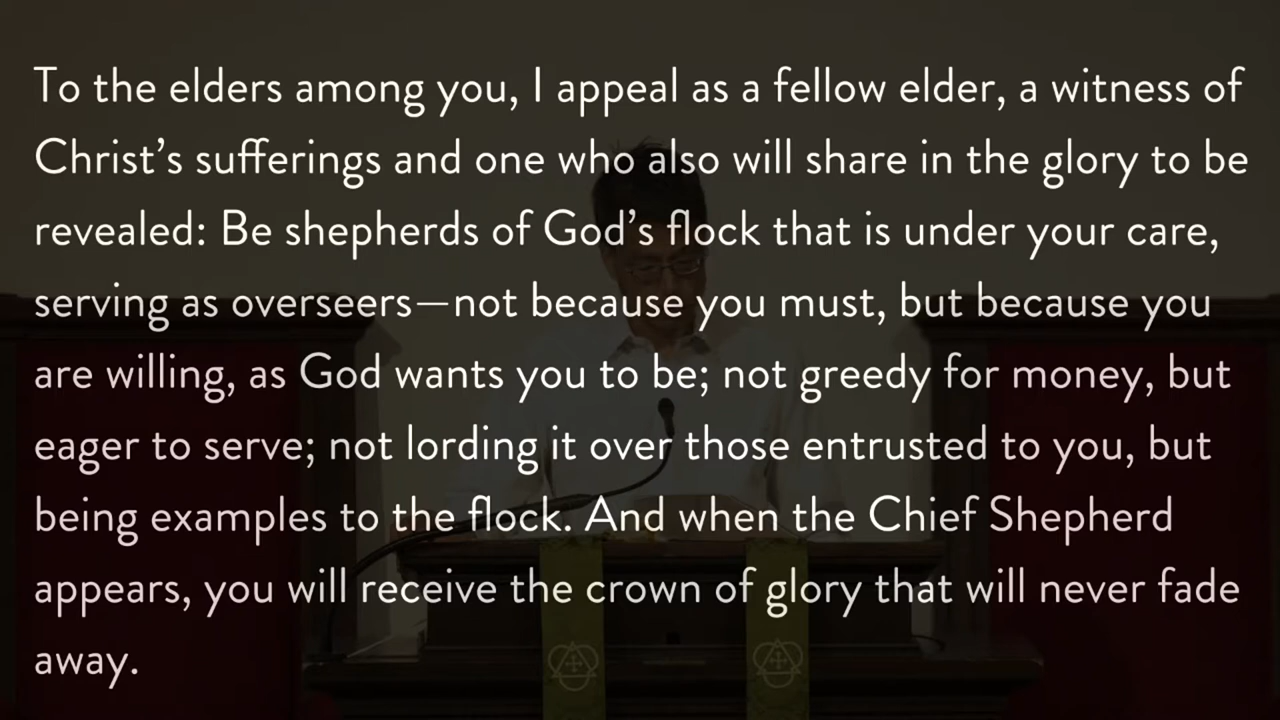 To the elders among you, I appeal as a fellow elder, a witness of
Christ’s sufferings and one who also will share in the glory to be
revealed: Be shepherds of God’s flock that is under your care,
serving as overseers—not because you must, but because you
are willing, as God wants you to be; not greedy for money, but
eager to serve; not lording it over those entrusted to you, but
being examples to the flock. And when the Chief Shepherd
appears, you will receive the crown of glory that will never fade
away.